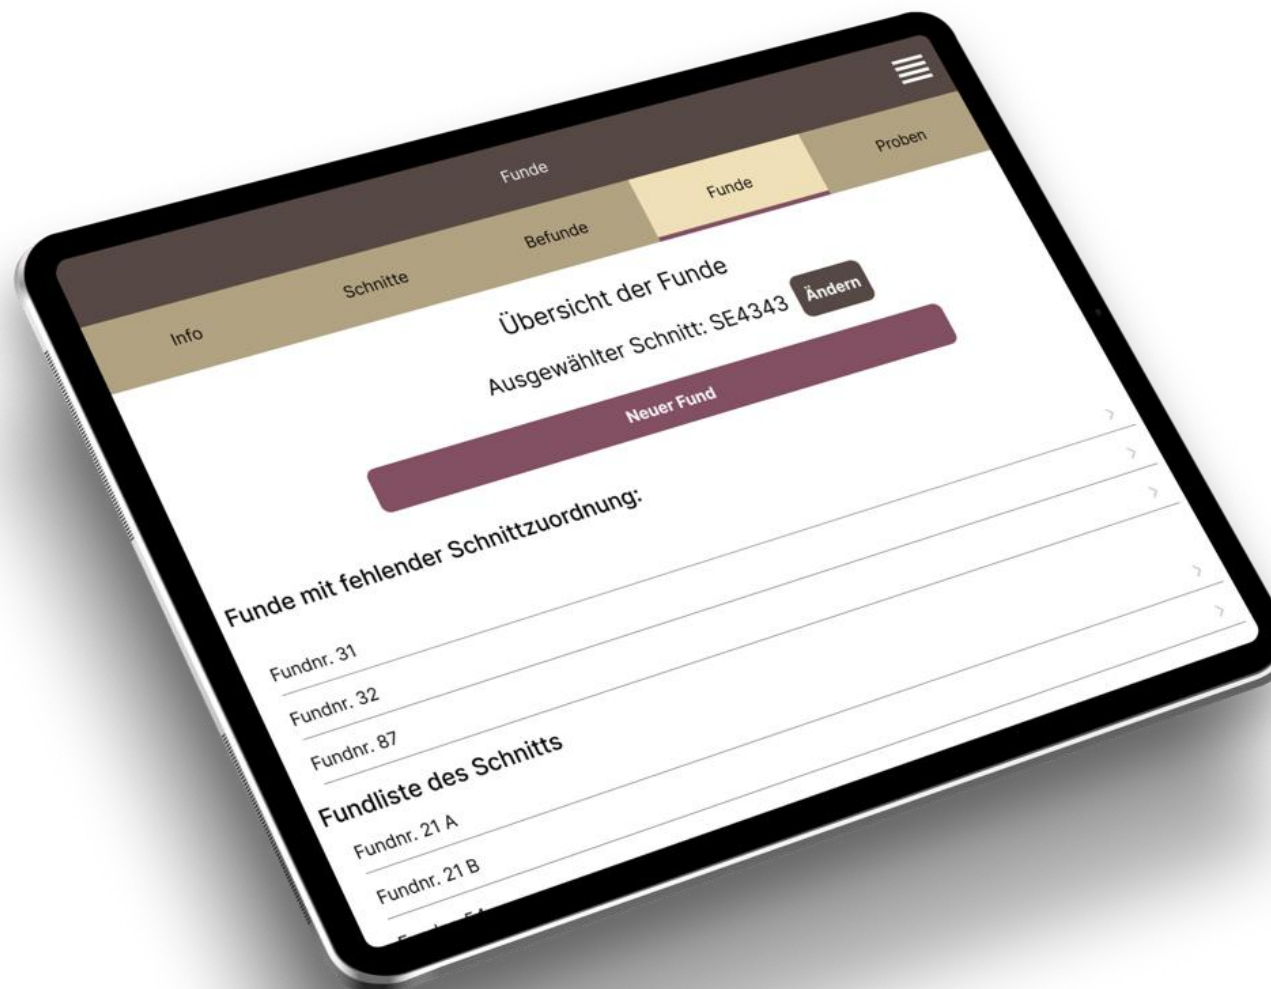 Funde
Info
Schnitte
Befunde
Funde
Proben
Übersicht der Funde
Ausgewählter Schnitt: SE4343
Ändern
Neuer Fund
Funde mit fehlender Schnittzuordnung:
Fundnr. 31
Fundnr. 32
Fundnr. 87
Fundliste des Schnitts
Fundnr. 21 A
Fundnr. 21 B